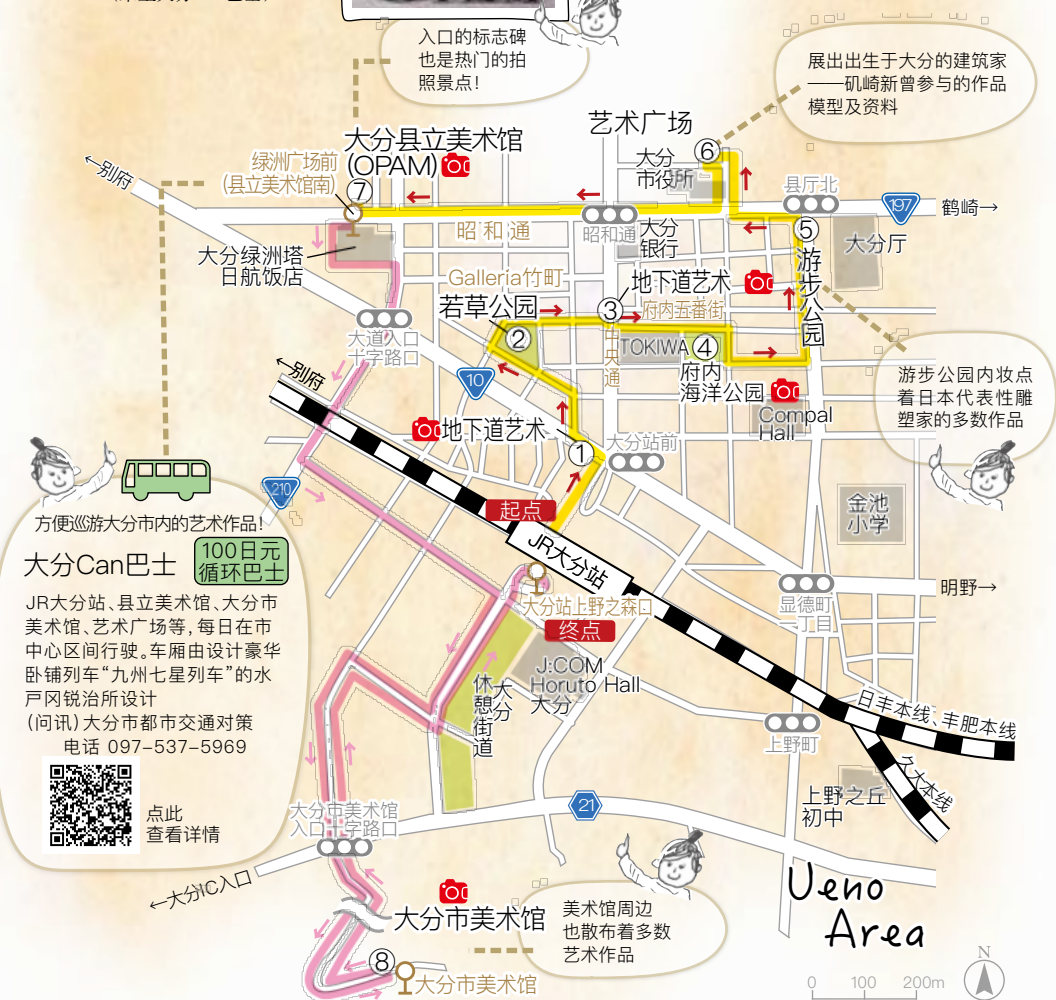 入口的标志碑
也是热门的拍
照景点!
展出出生于大分的建筑家
——矶崎新曾参与的作品
模型及资料
艺术广场
⑥
大分
市役所
大分县立美术馆
(OPAM)
⑦
绿洲广场前
(县立美术馆南)
←别府
县厅北
197
鹤崎→
⑤
昭和通
昭和通
大分
银行
大分厅
大分绿洲塔
日航饭店
游步公园
Galleria竹町
地下道艺术
若草公园
③
府内五番街
②
中央通
TOKIWA
④
府内
海洋公园
大道入口
十字路口
←别府
10
Compal
Hall
游步公园内妆点
着日本代表性雕
塑家的多数作品
地下道艺术
①
大分站前
210
起点
金池
小学
JR大分站
方便巡游大分市内的艺术作品!
大分Can巴士
100日元
循环巴士
JR大分站、县立美术馆、大分市
美术馆、艺术广场等,每日在市
中心区间行驶。车厢由设计豪华
卧铺列车“九州七星列车”的水
戸冈锐治所设计
(问讯)大分市都市交通对策
电话 097-537-5969
点此
查看详情
大分站上野之森口
终点
显德町
一丁目
明野→
J:COM
Horuto Hall
大分
大分
休憩街道
日丰本线、丰肥本线
上野町
久大本线
上野之丘
初中
21
大分市美术馆
入口十字路口
←大分IC入口
大分市美术馆
美术馆周边
也散布着多数
艺术作品
⑧
大分市美术馆
Ueno
Area
N
0 100 200m